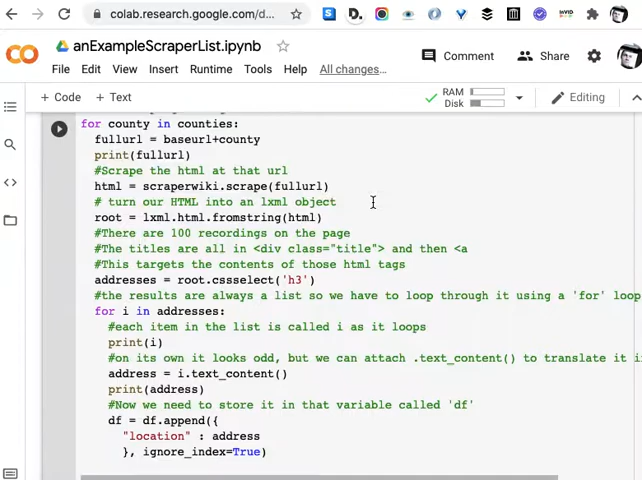 colab.research.google.com/d...
anExampleScraperList.ipynb
Comment
Share
File Edit View Insert Runtime Tools Help All changes...
+ Code + Text
RAM
Disk
Editing
for county in counties:
fullurl = baseurl+county
print(fullurl)
#Scrape the html at that url
html = scraperwiki.scrape(fullurl)
# turn our HTML into an lxml object
root = lxml.html.fromstring(html)
#There are 100 recordings on the page
#The titles are all in <div class="title"> and then <a
#This targets the contents of those html tags
addresses = root.cssselect('h3')
#the results are always a list so we have to loop through it using a 'for' loop
for i in addresses:
#each item in the list is called i as it loops
print(i)
#on its own it looks odd, but we can attach .text_content() to translate it i
address = i.text_content()
print(address)
#Now we need to store it in that variable called 'df'
df = df.append({
"location" : address
}, ignore_index=True)